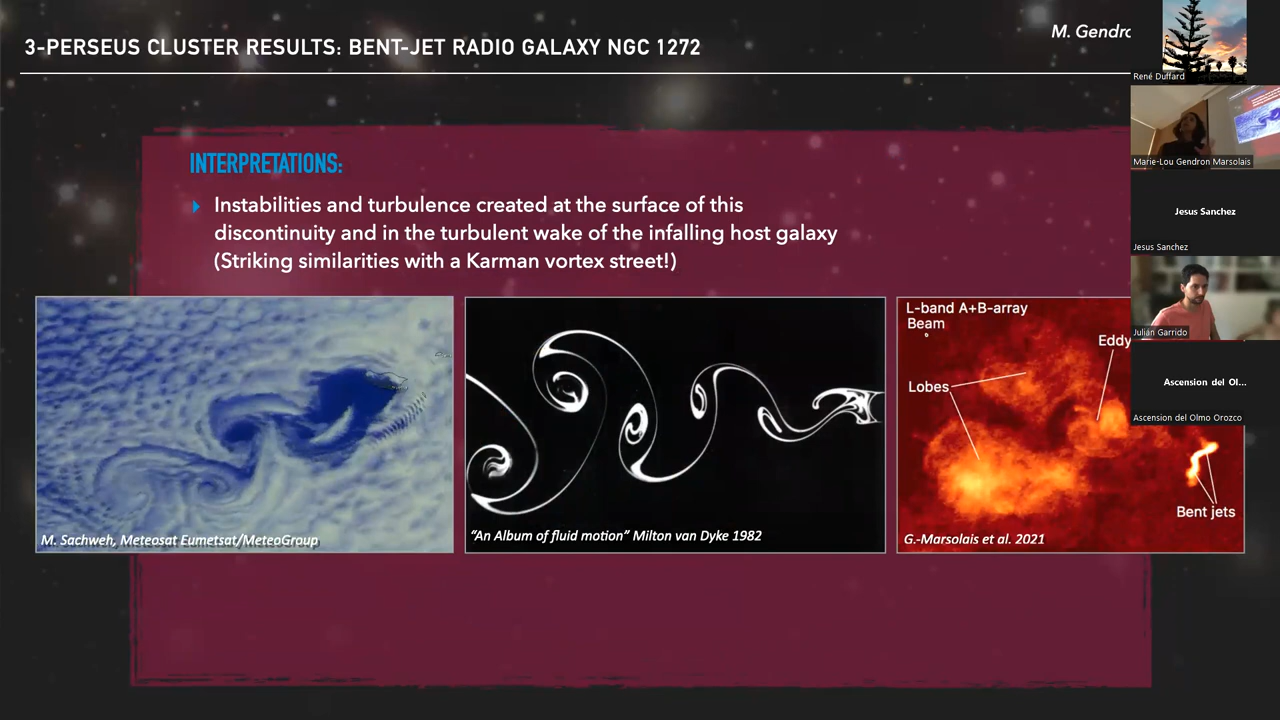 3-PERSEUS CLUSTER RESULTS: BENT-JET RADIO GALAXY NGC 1272
M. Gendro
René Duffard
Marie-Lou Gendron Marsolais
Jesus Sanchez
Jesus Sanchez
Julián Garrido
Ascension del Ol...
Ascension del Olmo Orozco
INTERPRETATIONS:
Instabilities and turbulence created at the surface of this
discontinuity and in the turbulent wake of the infalling host galaxy
(Striking similarities with a Karman vortex street!)
M. Sachweh, Meteosat Eumetsat/MeteoGroup
“An Album of fluid motion” Milton van Dyke 1982
L-band A+B-array
Beam
Eddy
Lobes
Bent jets
G.-Marsolais et al. 2021